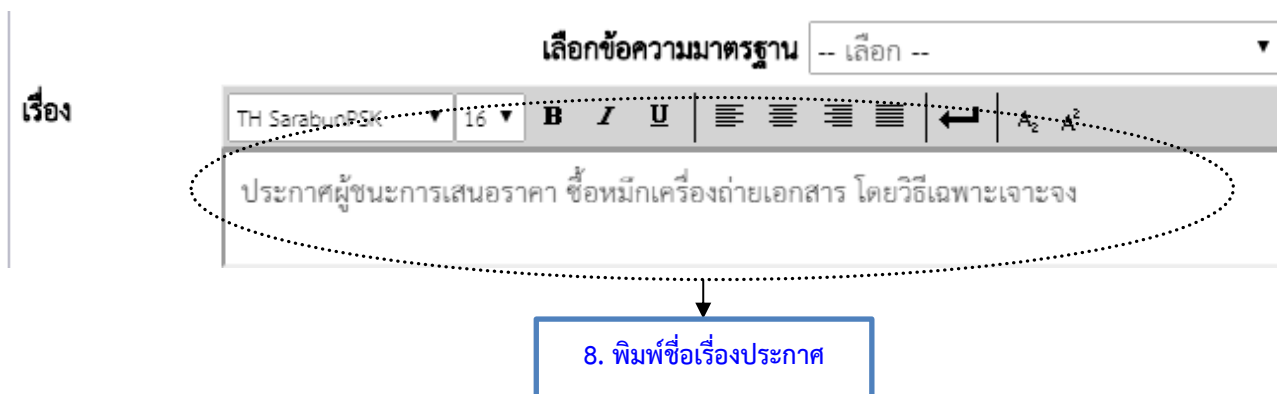 เลือกข้อความมาตรฐาน -- เลือก --
เรื่อง
TH SarabunPSK 16 B I U A₂ A²
ประกาศผู้ชนะการเสนอราคา ซื้อหมึกเครื่องถ่ายเอกสาร โดยวิธีเฉพาะเจาะจง
8. พิมพ์ชื่อเรื่องประกาศ